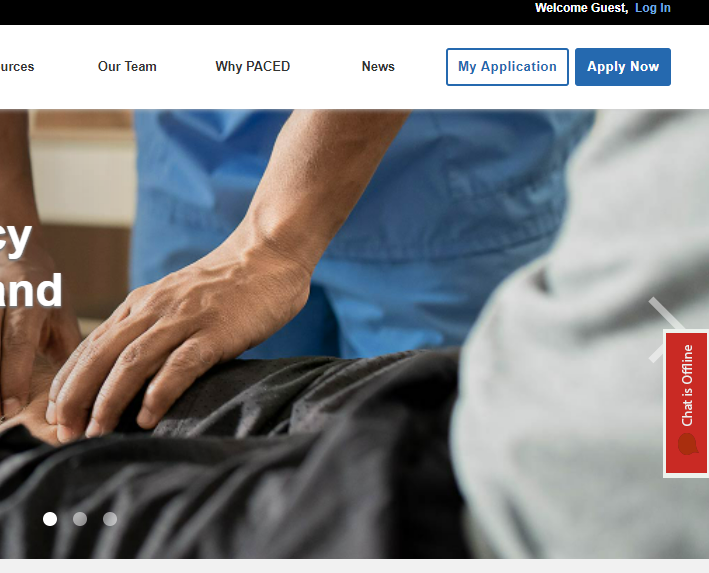 Welcome Guest, Log In
urces Our Team Why PACED News My Application Apply Now
cy
and
Chat is Offline